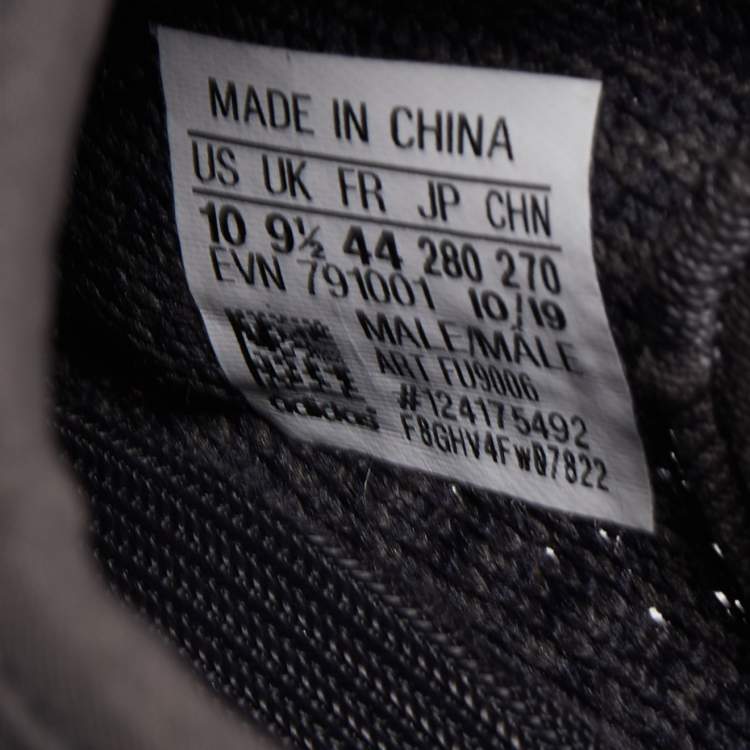 MADE IN CHINA
US UK FR JP CHN
10 9½ 44 280 270
EVN 791001 10/19
MALE/MÂLE
ART FU9006
#124175492
F8GHV4FwQ7822
adidas